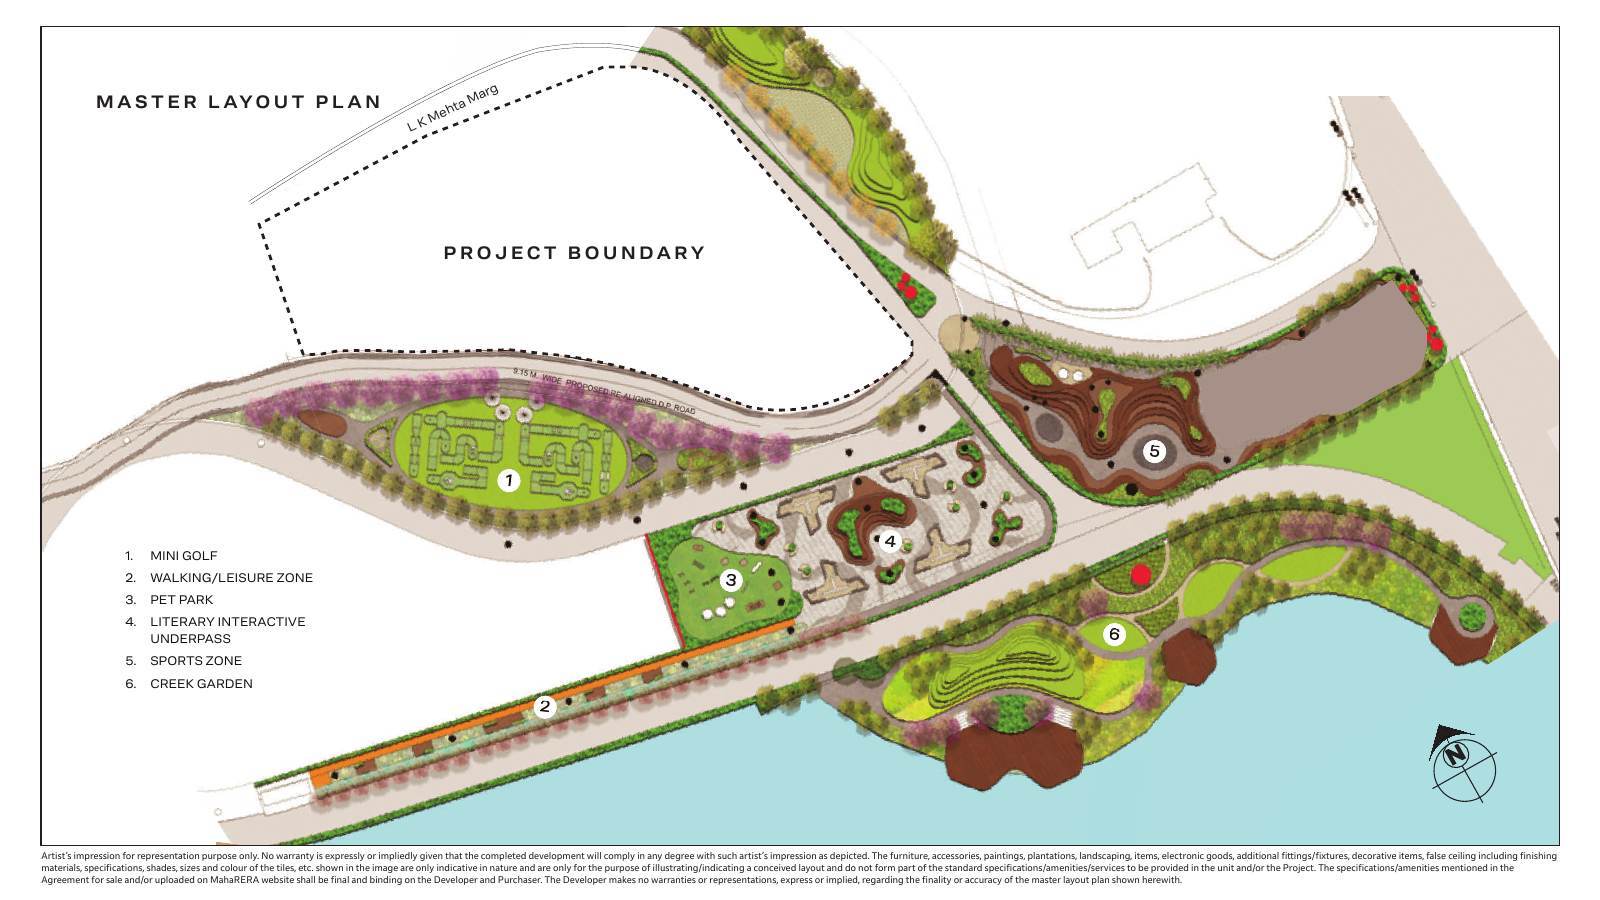 MASTER LAYOUT PLAN
L K Mehta Marg
PROJECT BOUNDARY
9.15 M. WIDE PROPOSED RE-ALIGNED D.P. ROAD
1
2
3
4
5
6
1. MINI GOLF
2. WALKING/LEISURE ZONE
3. PET PARK
4. LITERARY INTERACTIVE
UNDERPASS
5. SPORTS ZONE
6. CREEK GARDEN
N
Artist's impression for representation purpose only. No warranty is expressly or impliedly given that the completed development will comply in any degree with such artist's impression as depicted. The furniture, accessories, paintings, plantations, landscaping, items, electronic goods, additional fittings/fixtures, decorative items, false ceiling including finishing
materials, specifications, shades, sizes and colour of the tiles, etc. shown in the image are only indicative in nature and are only for the purpose of illustrating/indicating a conceived layout and do not form part of the standard specifications/amenities/services to be provided in the unit and/or the Project. The specifications/amenities mentioned in the
Agreement for sale and/or uploaded on MahaRERA website shall be final and binding on the Developer and Purchaser. The Developer makes no warranties or representations, express or implied, regarding the finality or accuracy of the master layout plan shown herewith.